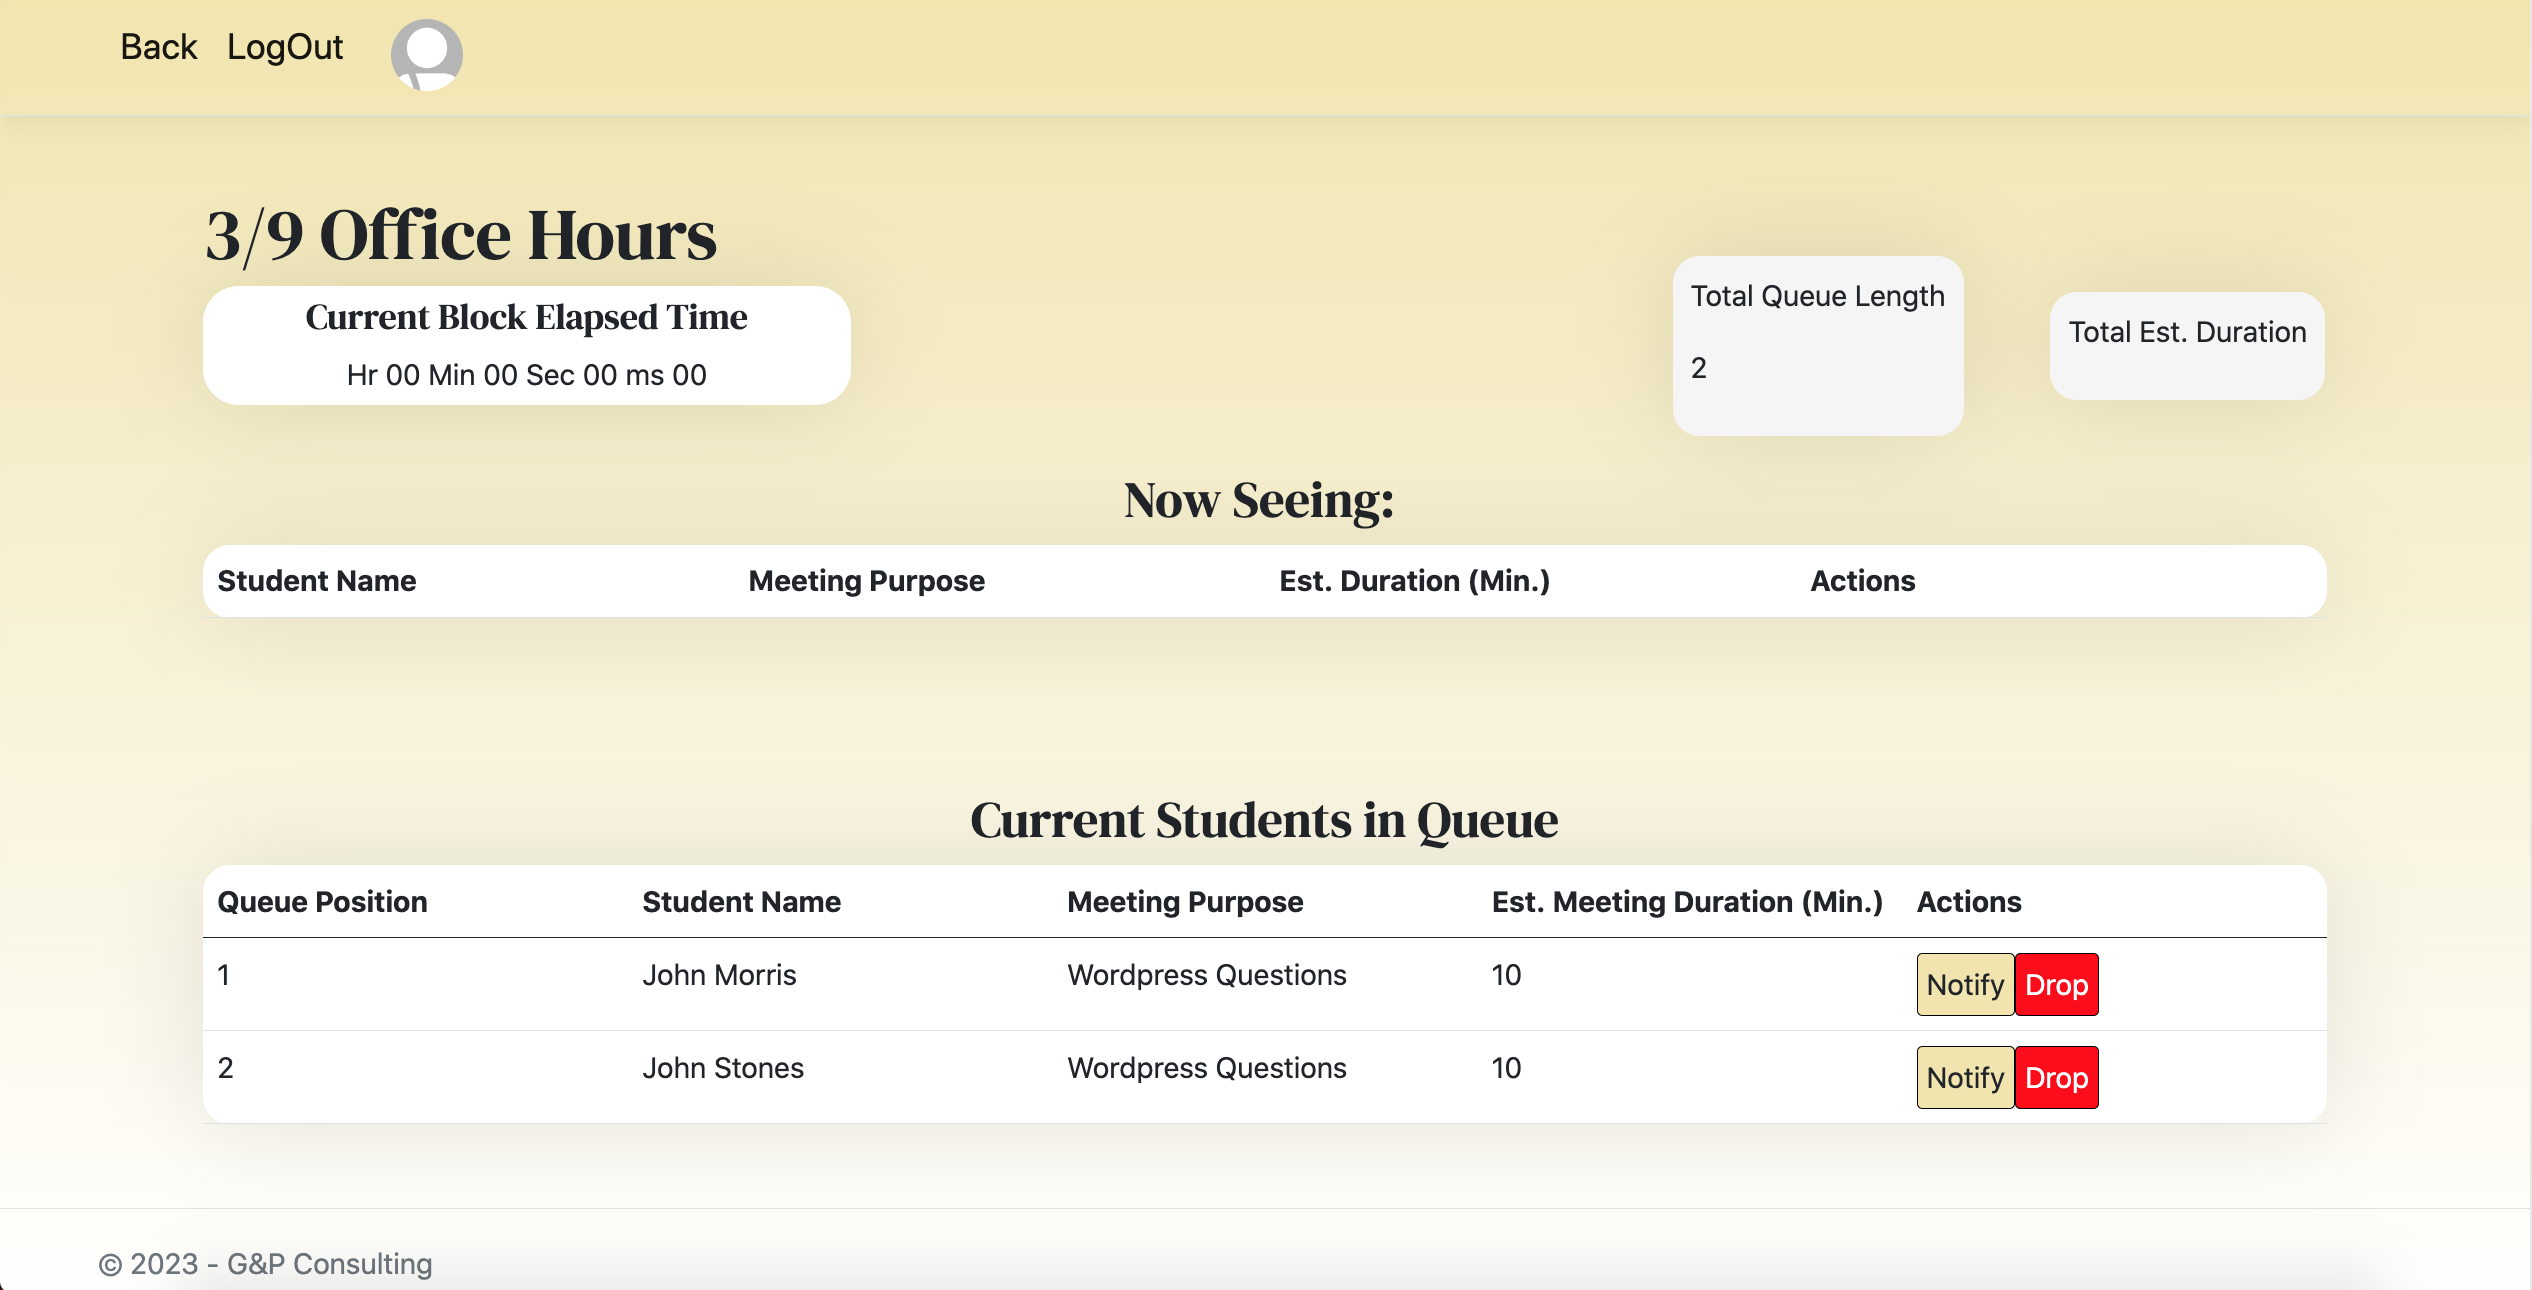 Back LogOut
3/9 Office Hours
Current Block Elapsed Time
Hr 00 Min 00 Sec 00 ms 00
Total Queue Length
2
Total Est. Duration
Now Seeing:
Student Name Meeting Purpose Est. Duration (Min.) Actions
Current Students in Queue
Queue Position Student Name Meeting Purpose Est. Meeting Duration (Min.) Actions
1 John Morris Wordpress Questions 10 Notify Drop
2 John Stones Wordpress Questions 10 Notify Drop
© 2023 - G&P Consulting